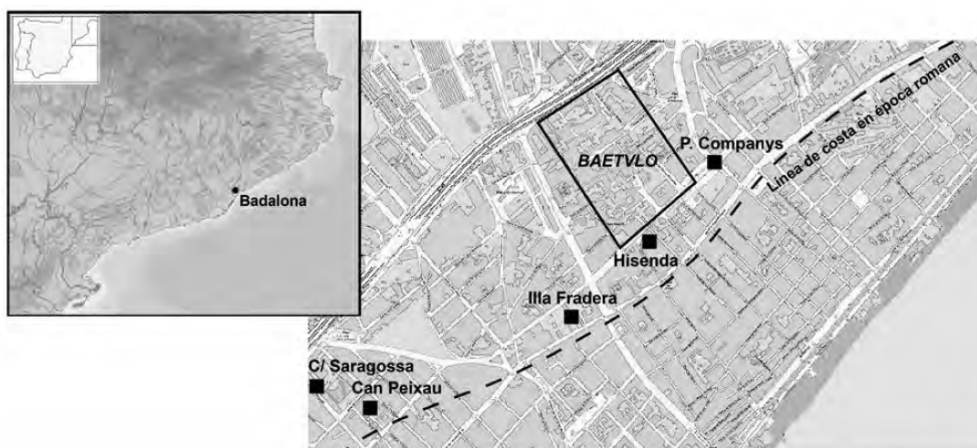 Badalona
BAETVLO
P. Companys
Línea de costa en época romana
Hisenda
Illa Fradera
C/ Saragossa
Can Peixau